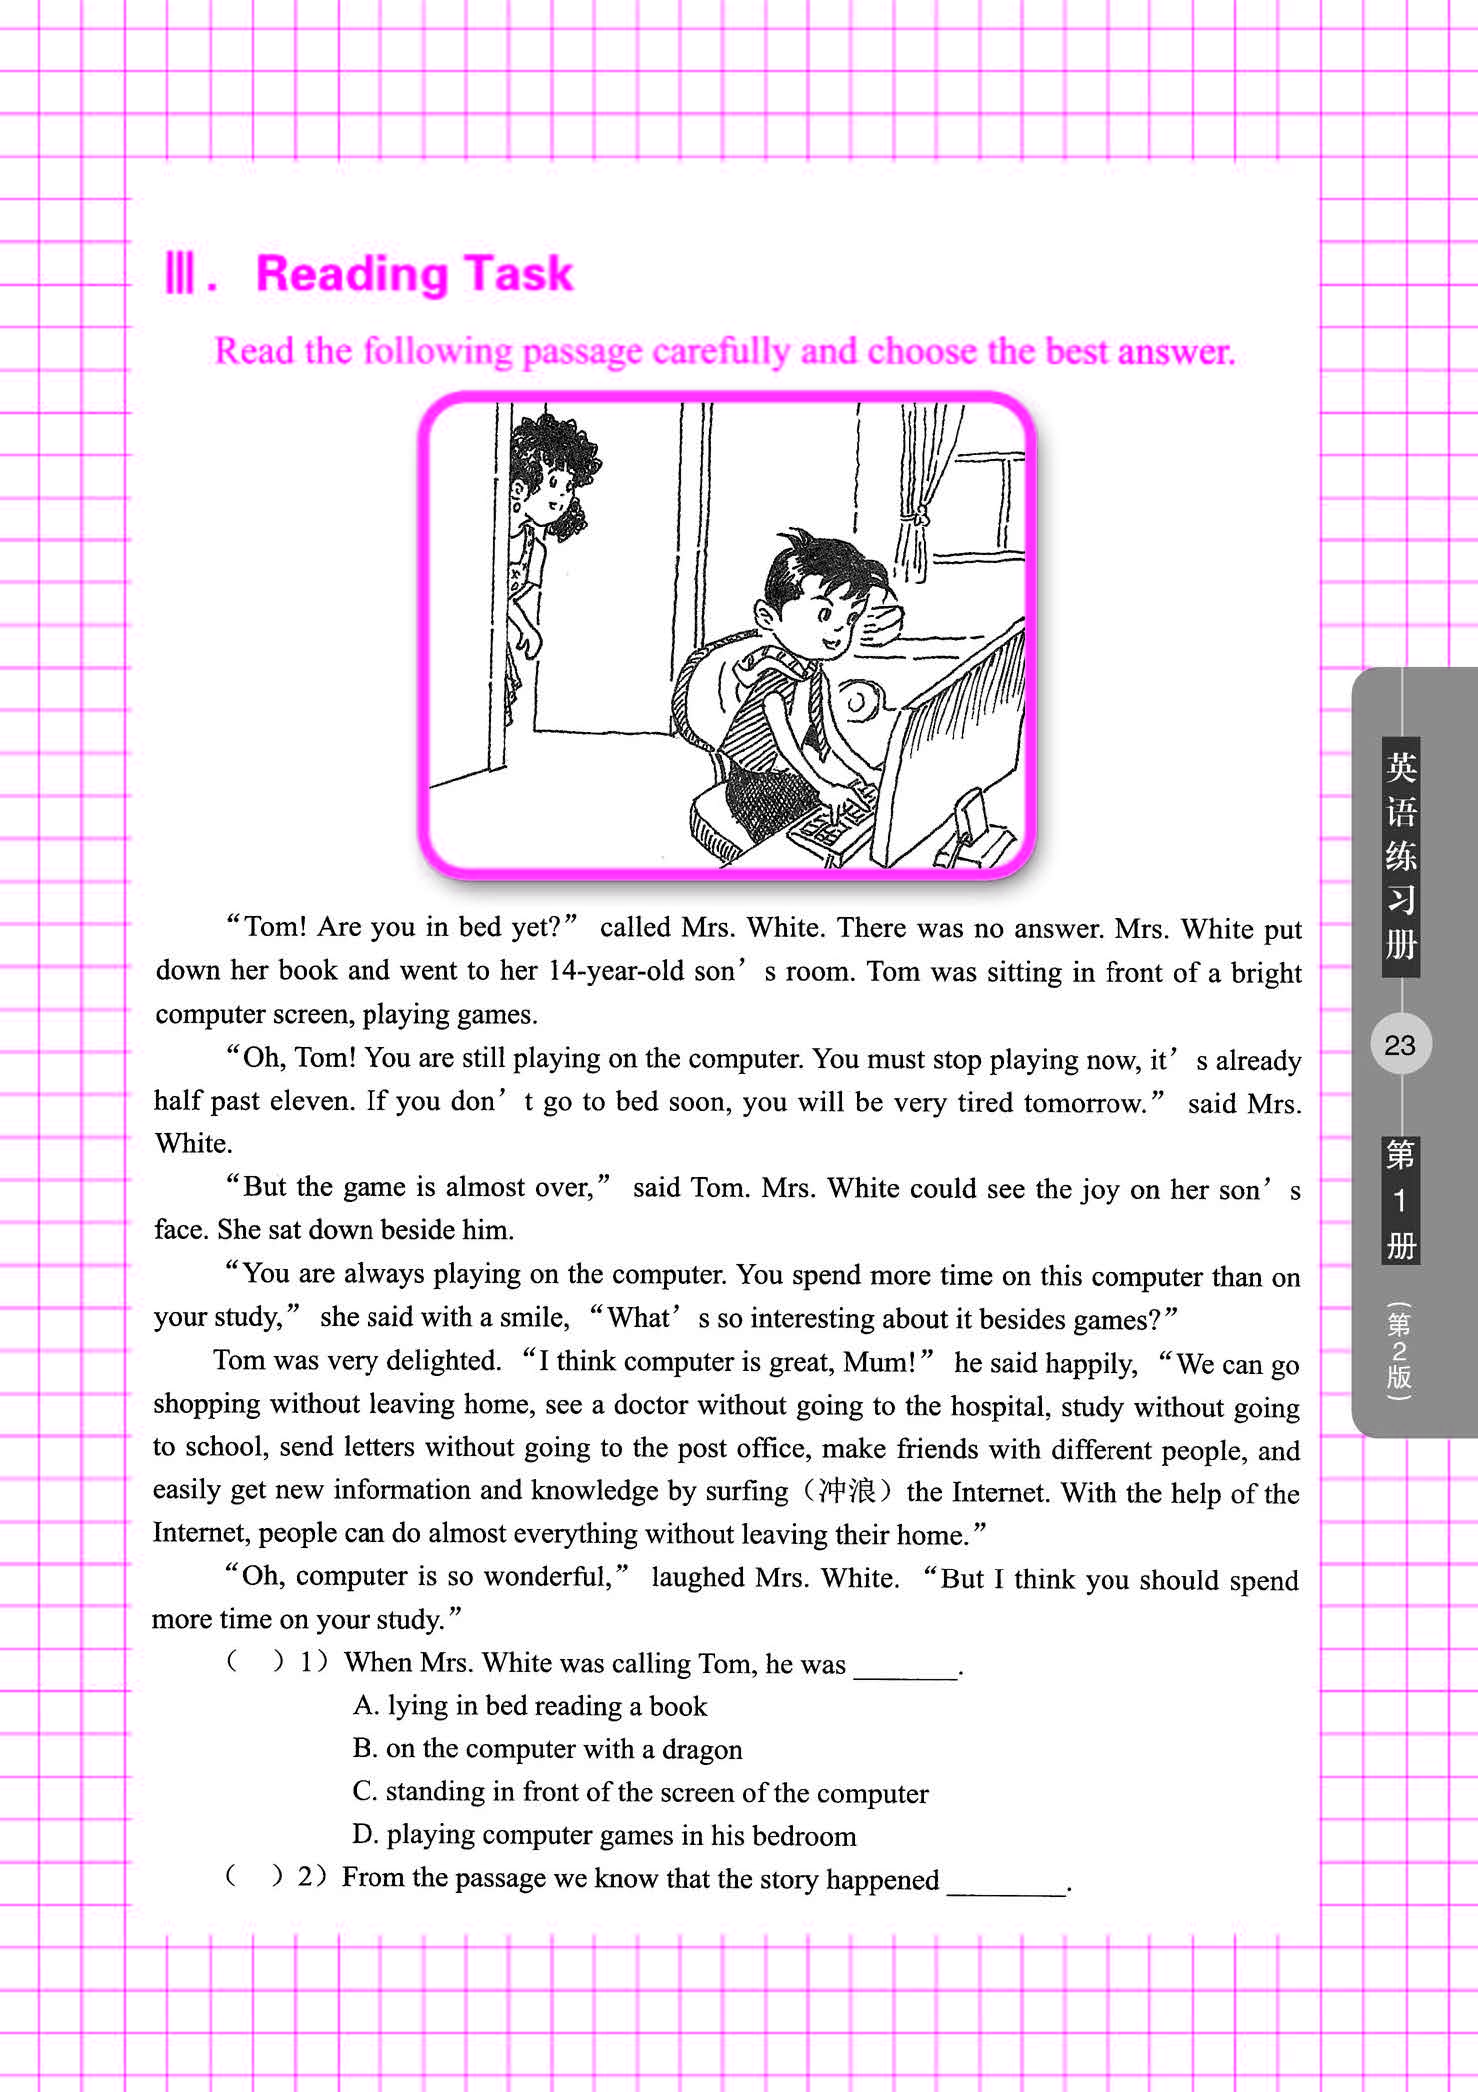 Ⅲ. Reading Task
Read the following passage carefully and choose the best answer.
“Tom! Are you in bed yet?” called Mrs. White. There was no answer. Mrs. White put
down her book and went to her 14-year-old son’s room. Tom was sitting in front of a bright
computer screen, playing games.
“Oh, Tom! You are still playing on the computer. You must stop playing now, it’s already
half past eleven. If you don’t go to bed soon, you will be very tired tomorrow.” said Mrs.
White.
“But the game is almost over,” said Tom. Mrs. White could see the joy on her son’s
face. She sat down beside him.
“You are always playing on the computer. You spend more time on this computer than on
your study,” she said with a smile, “What’s so interesting about it besides games?”
Tom was very delighted. “I think computer is great, Mum!” he said happily, “We can go
shopping without leaving home, see a doctor without going to the hospital, study without going
to school, send letters without going to the post office, make friends with different people, and
easily get new information and knowledge by surfing（冲浪）the Internet. With the help of the
Internet, people can do almost everything without leaving their home.”
“Oh, computer is so wonderful,” laughed Mrs. White. “But I think you should spend
more time on your study.”
（ ）1）When Mrs. White was calling Tom, he was ________.
A. lying in bed reading a book
B. on the computer with a dragon
C. standing in front of the screen of the computer
D. playing computer games in his bedroom
（ ）2）From the passage we know that the story happened ________.
英语练习册
23
第1册
（第2版）